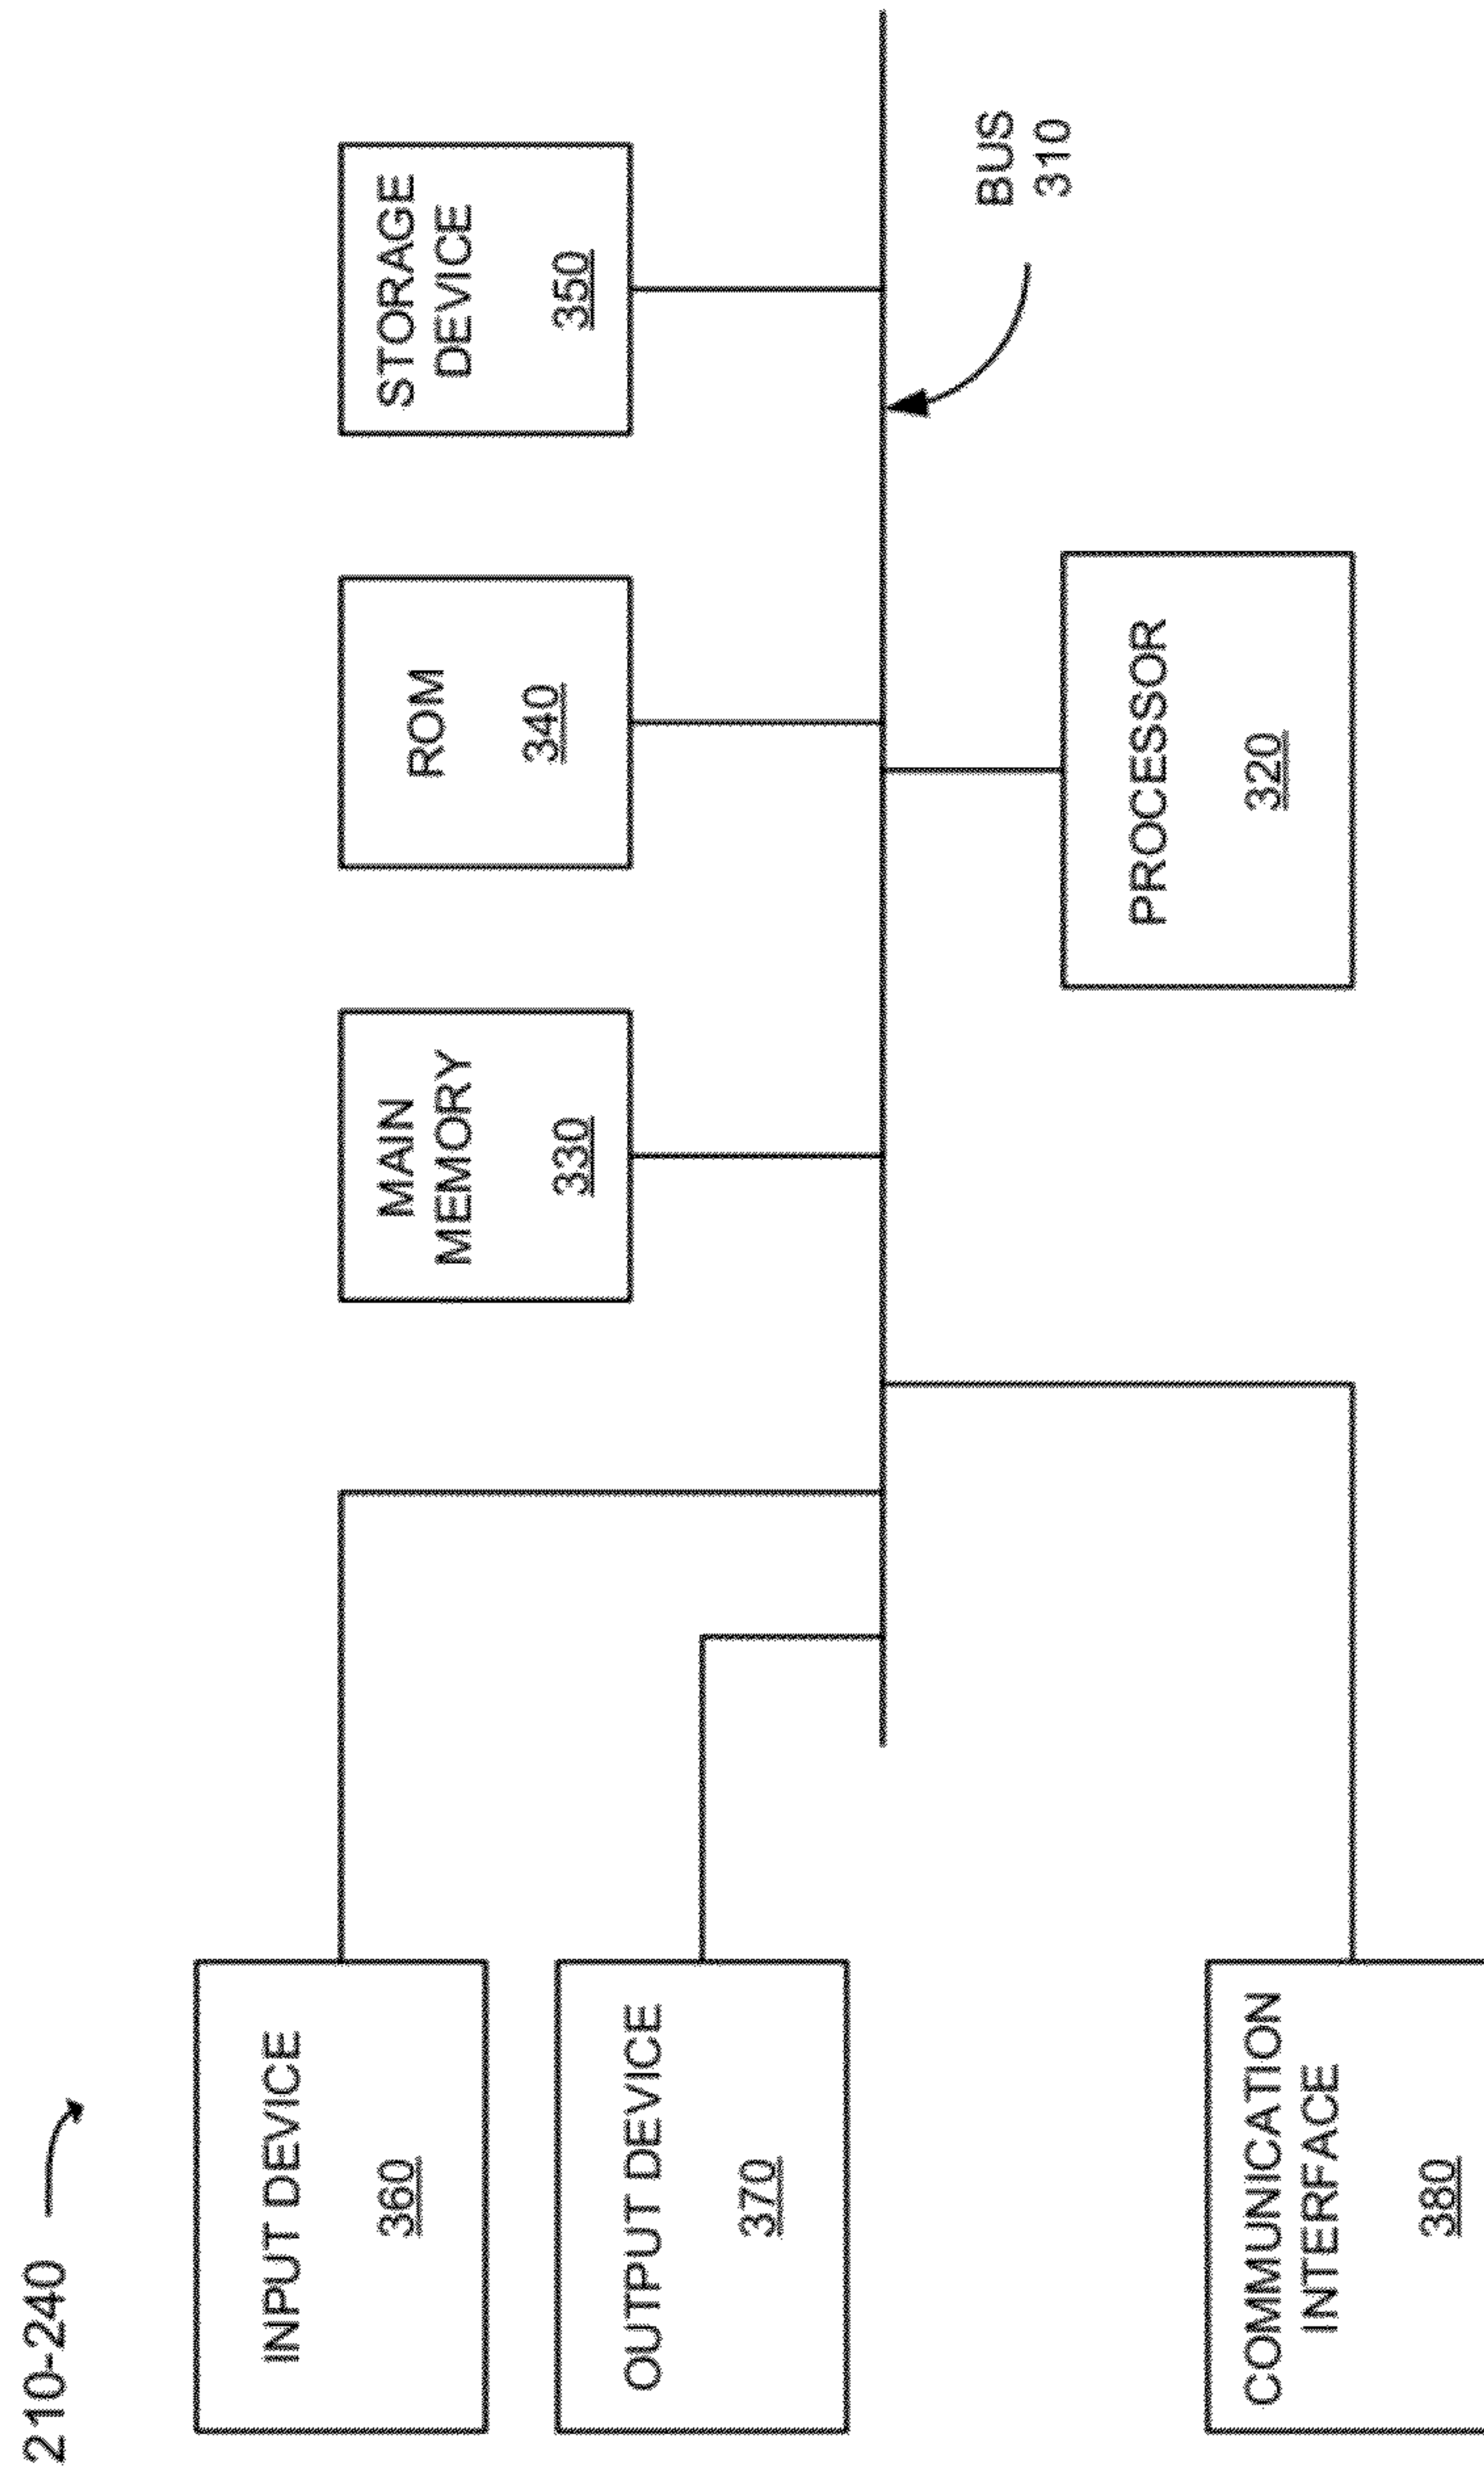 210-240
INPUT DEVICE
360
OUTPUT DEVICE
370
COMMUNICATION
INTERFACE
380
MAIN
MEMORY
330
ROM
340
STORAGE
DEVICE
350
PROCESSOR
320
BUS
310